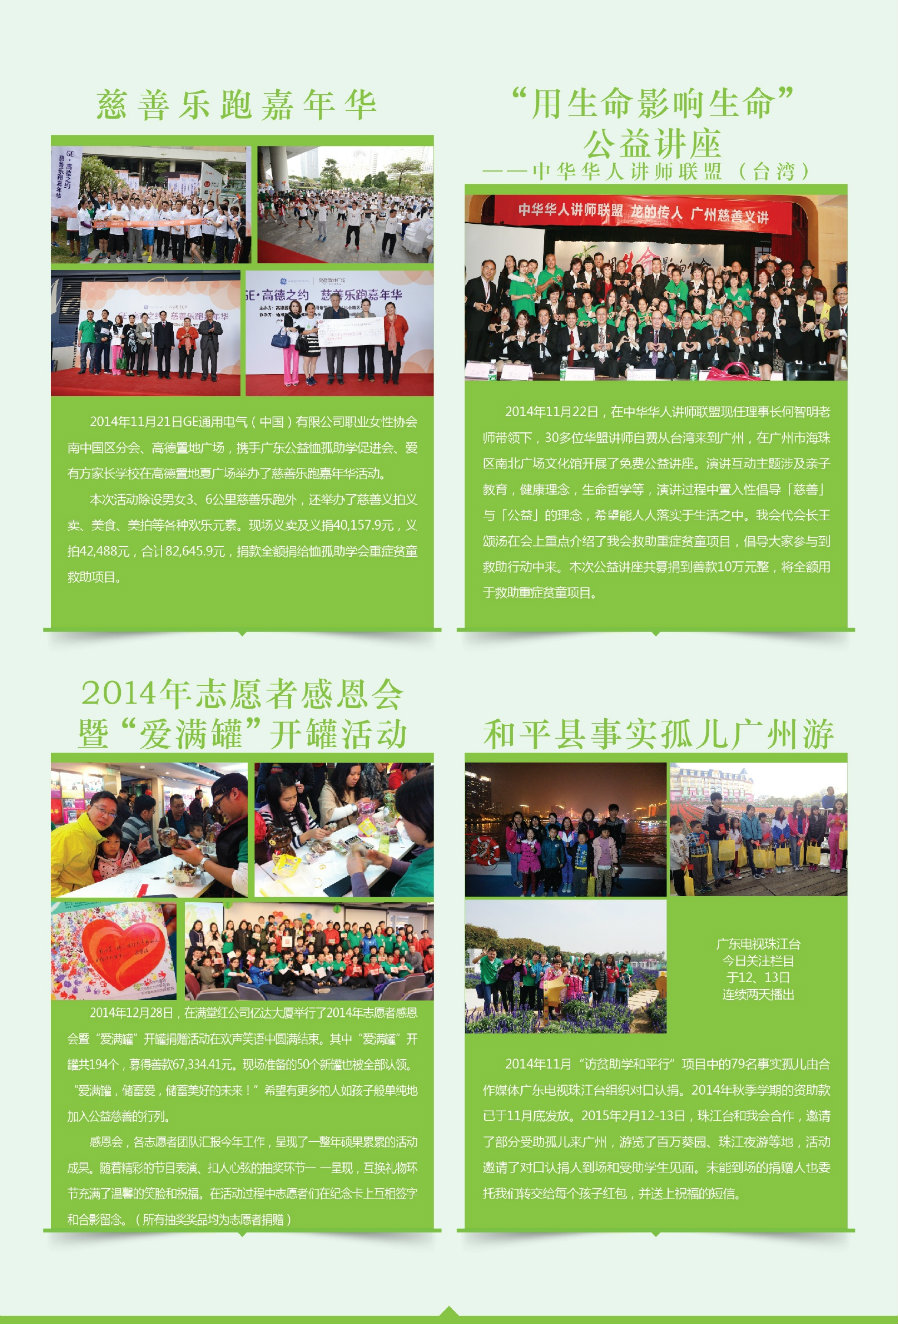 慈善乐跑嘉年华
GE·高德之约 慈善乐跑嘉年华
2014年11月21日GE通用电气（中国）有限公司职业女性协会
南中国区分会、高德置地广场，携手广东公益恤孤助学促进会、爱
有方家长学校在高德置地夏广场举办了慈善乐跑嘉年华活动。
本次活动除设男女3、6公里慈善乐跑外，还举办了慈善义拍义
卖、美食、美拍等各种欢乐元素。现场义卖及义捐40,157.9元，义
拍42,488元，合计82,645.9元，捐款全额捐给恤孤助学会重症贫童
救助项目。
“用生命影响生命”
公益讲座
——中华华人讲师联盟（台湾）
中华华人讲师联盟 龙的传人 广州慈善义讲
2014年11月22日，在中华华人讲师联盟现任理事长何智明老
师带领下，30多位华盟讲师自费从台湾来到广州，在广州市海珠
区南北广场文化馆开展了免费公益讲座。演讲互动主题涉及亲子
教育，健康理念，生命哲学等，演讲过程中置入性倡导「慈善」
与「公益」的理念，希望能人人落实于生活之中。我会代会长王
颂汤在会上重点介绍了我会救助重症贫童项目，倡导大家参与到
救助行动中来。本次公益讲座共募捐到善款10万元整，将全额用
于救助重症贫童项目。
2014年志愿者感恩会
暨“爱满罐”开罐活动
2014年12月28日，在满堂红公司亿达大厦举行了2014年志愿者感恩
会暨“爱满罐”开罐捐赠活动在欢声笑语中圆满结束。其中“爱满罐”开
罐共194个，募得善款67,334.41元。现场准备的50个新罐也被全部认领。
“爱满罐，储蓄爱，储蓄美好的未来！”希望有更多的人如孩子般单纯地
加入公益慈善的行列。
感恩会，各志愿者团队汇报今年工作，呈现了一整年硕果累累的活动
成果。随着精彩的节目表演、扣人心弦的抽奖环节一一呈现，互换礼物环
节充满了温馨的笑脸和祝福。在活动过程中志愿者们在纪念卡上互相签字
和合影留念。（所有抽奖奖品均为志愿者捐赠）
和平县事实孤儿广州游
广东电视珠江台
今日关注栏目
于12、13日
连续两天播出
2014年11月“访贫助学和平行”项目中的79名事实孤儿由合
作媒体广东电视珠江台组织对口认捐。2014年秋季学期的资助款
已于11月底发放。2015年2月12-13日，珠江台和我会合作，邀请
了部分受助孤儿来广州，游览了百万葵园、珠江夜游等地，活动
邀请了对口认捐人到场和受助学生见面。未能到场的捐赠人也委
托我们转交给每个孩子红包，并送上祝福的短信。